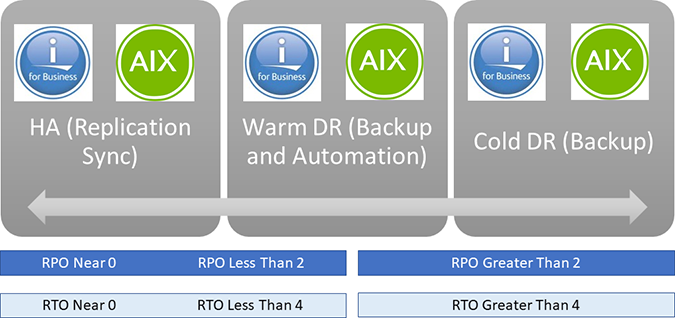 i
for Business
AIX
i
for Business
AIX
i
for Business
AIX
HA (Replication
Sync)
Warm DR (Backup
and Automation)
Cold DR (Backup)
RPO Near 0
RPO Less Than 2
RPO Greater Than 2
RTO Near 0
RTO Less Than 4
RTO Greater Than 4